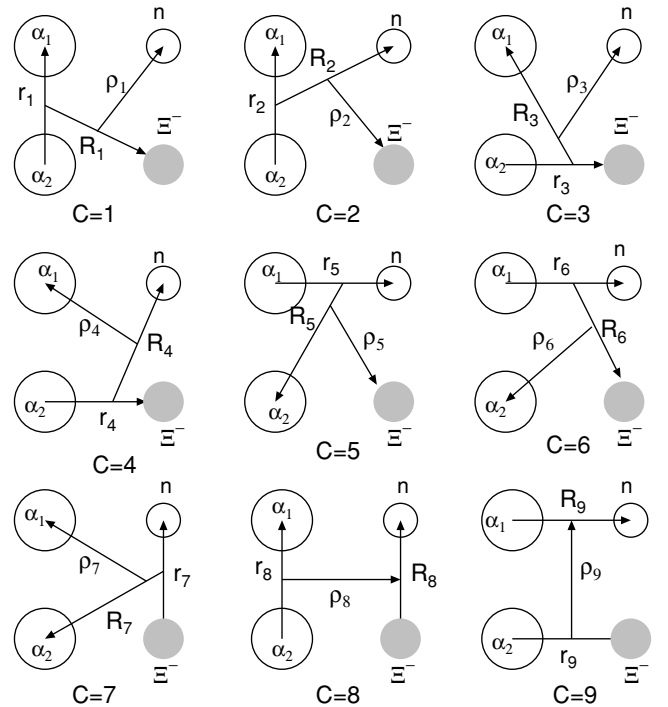 n n n
α₁ α₁ α₁
r₁ ρ₁ r₂ R₂ R₃ ρ₃
R₁ Ξ⁻ ρ₂ Ξ⁻ Ξ⁻
α₂ α₂ α₂ r₃
C=1 C=2 C=3
n n n
α₁ α₁ r₅ α₁ r₆
ρ₄ R₄ R₅ ρ₅ ρ₆ R₆
α₂ r₄ α₂ α₂
Ξ⁻ Ξ⁻ Ξ⁻
C=4 C=5 C=6
n n n
α₁ α₁ α₁ R₉
ρ₇ r₇ r₈ ρ₈ R₈ ρ₉
R₇
α₂ α₂ α₂ r₉
Ξ⁻ Ξ⁻ Ξ⁻
C=7 C=8 C=9